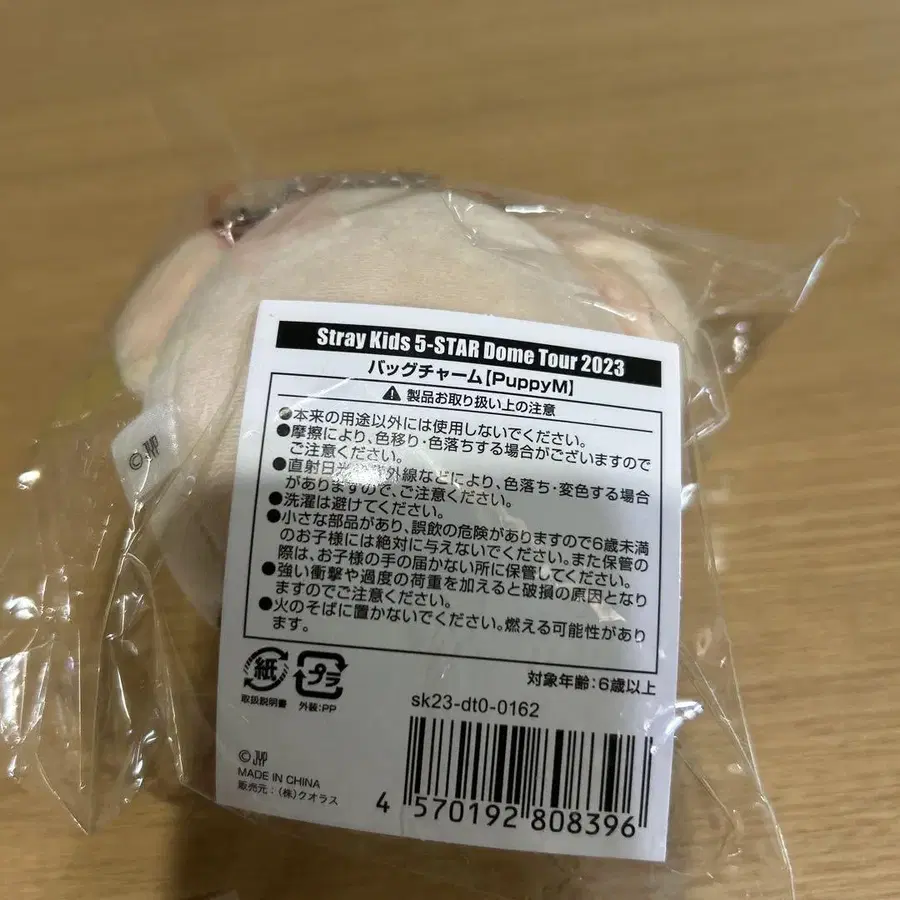 Stray Kids 5-STAR Dome Tour 2023
バッグチャーム【PuppyM】
製品お取り扱い上の注意
●本来の用途以外には使用しないでください。
●摩擦により、色移り・色落ちする場合がございますので
ご注意ください。
●直射日光 外線などにより、色落ち・変色する場合
がありますので、ご注意ください。
●洗濯は避けてください。
●小さな部品があり、誤飲の危険がありますので6歳未満
のお子様には絶対に与えないでください。また保管の
際は、お子様の手の届かない所に保管してください。
●強い衝撃や過度の荷重を加えると破損の原因となり
ますのでご注意ください。
●火のそばに置かないでください。燃える可能性があり
ます。
対象年齢:6歳以上
紙
プラ
取扱説明書 外装:PP
sk23-dt0-0162
© JYP
MADE IN CHINA
販売元:(株)クオラス
4 570192 808396
© JYP